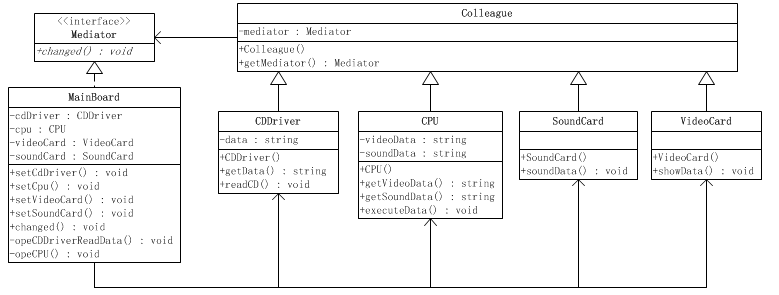 <<interface>>
Mediator
+changed() : void
Colleague
-mediator : Mediator
+Colleague()
+getMediator() : Mediator
MainBoard
-cdDriver : CDDriver
-cpu : CPU
-videoCard : VideoCard
-soundCard : SoundCard
+setCdDriver() : void
+setCpu() : void
+setVideoCard() : void
+setSoundCard() : void
+changed() : void
-opeCDDriverReadData() : void
-opeCPU() : void
CDDriver
-data : string
+CDDriver()
+getData() : string
+readCD() : void
CPU
-videoData : string
-soundData : string
+CPU()
+getVideoData() : string
+getSoundData() : string
+executeData() : void
SoundCard
+SoundCard()
+soundData() : void
VideoCard
+VideoCard()
+showData() : void